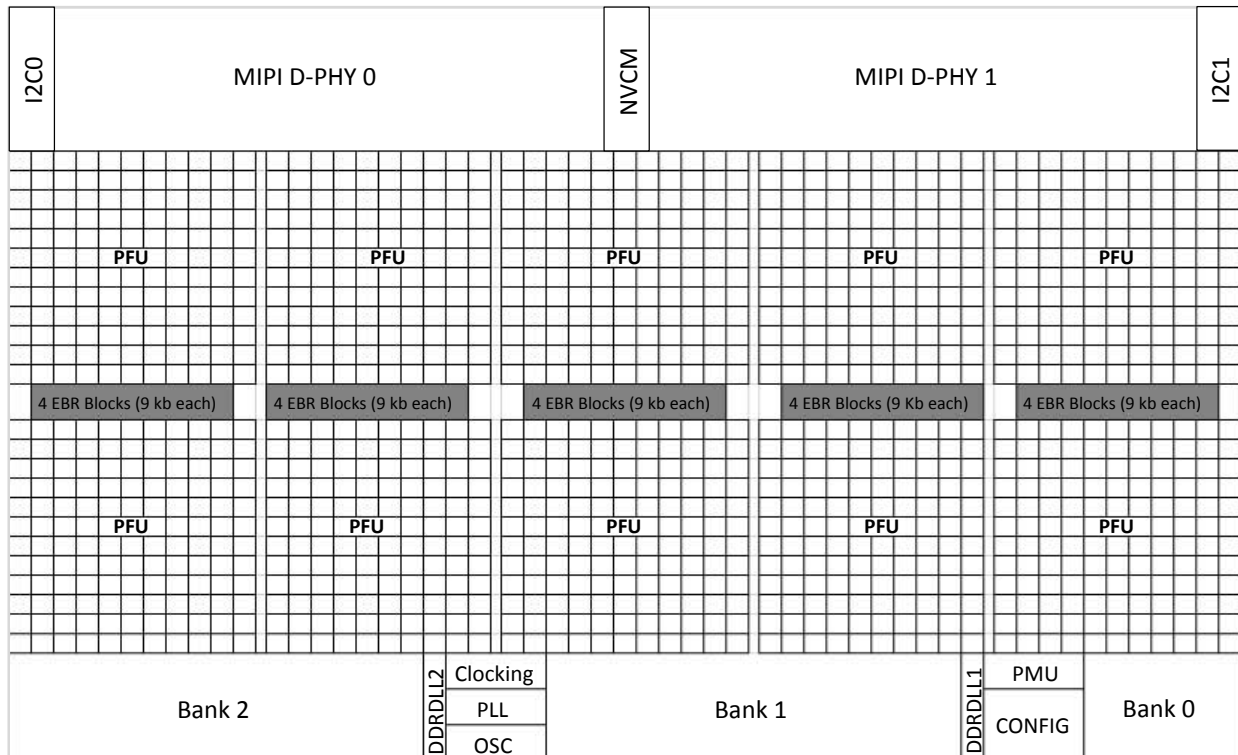 I2C0
MIPI D-PHY 0
NVCM
MIPI D-PHY 1
I2C1
PFU
PFU
PFU
PFU
PFU
4 EBR Blocks (9 kb each)
4 EBR Blocks (9 kb each)
4 EBR Blocks (9 kb each)
4 EBR Blocks (9 Kb each)
4 EBR Blocks (9 kb each)
PFU
PFU
PFU
PFU
PFU
Bank 2
DDRDLL2
Clocking
PLL
OSC
Bank 1
DDRDLL1
PMU
CONFIG
Bank 0